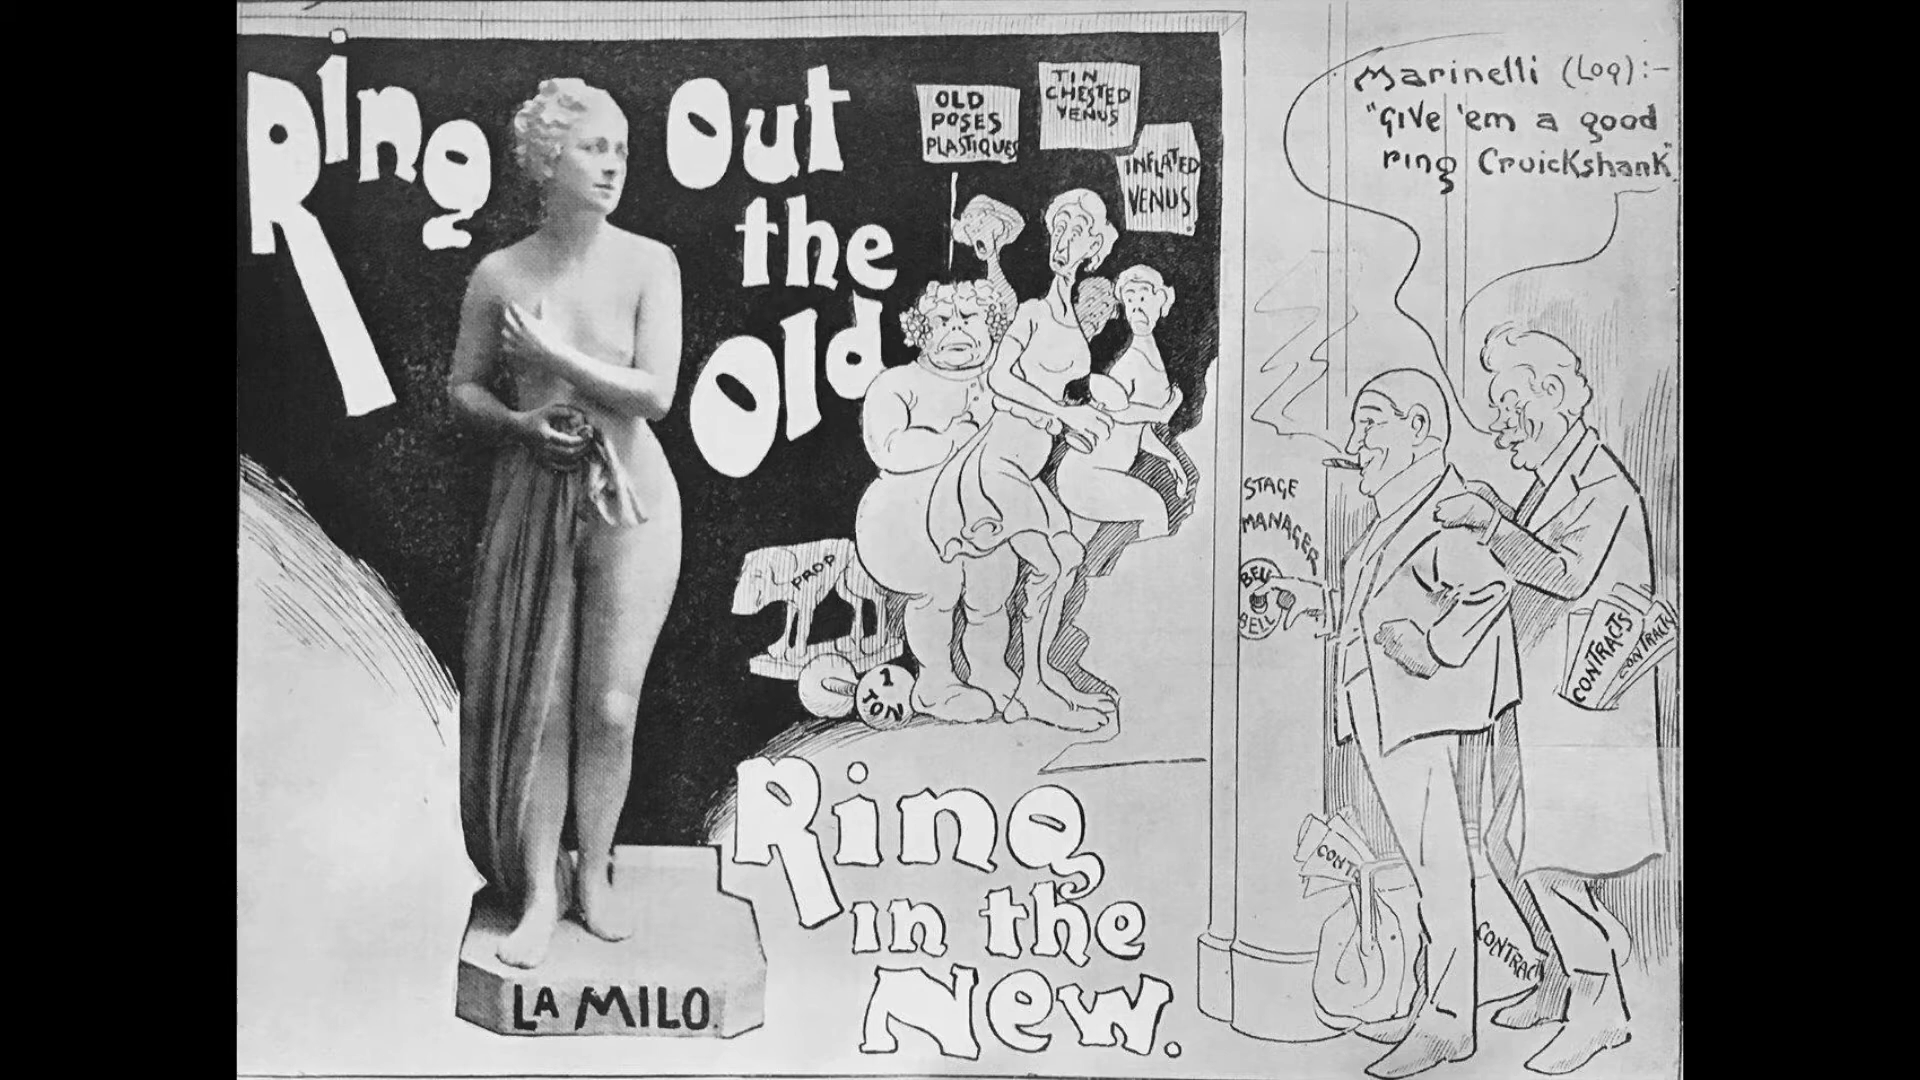 Ring
Out
the
Old
OLD
POSES
PLASTIQUES
TIN
CHESTED
VENUS
INFLATED
VENUS
Marinelli (Loq):-
"GIVE 'em a good
ring Cruickshank"
STAGE
MANAGER
BELL
BELL
PROP
1
TON
CONTRACTS
CONTRACTS
CONT
CONTRACT
Ring
in the
New.
LA MILO